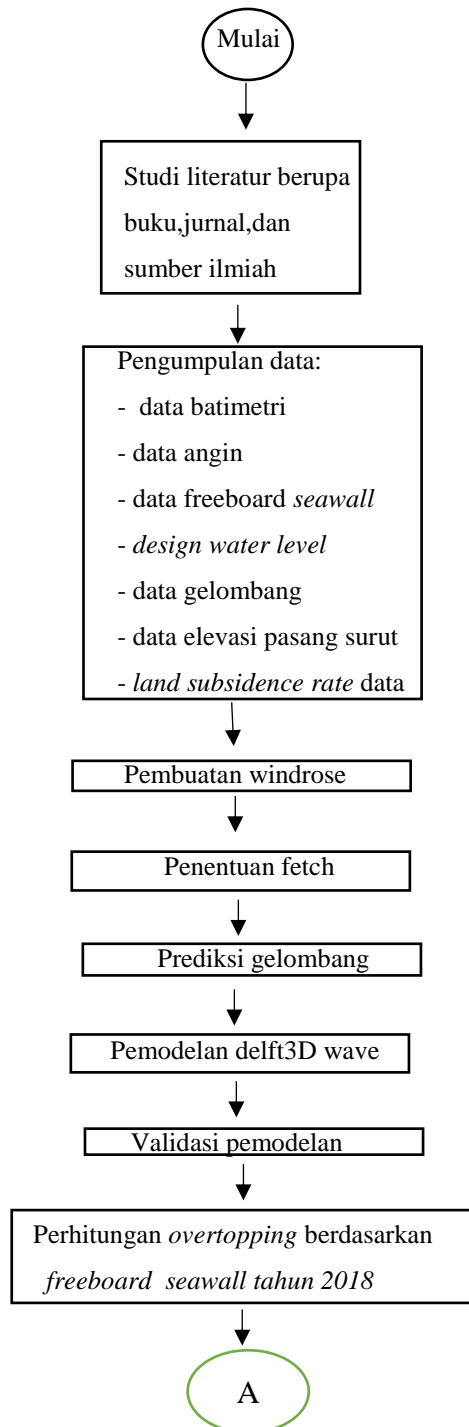 Mulai
Studi literatur berupa
buku,jurnal,dan
sumber ilmiah
Pengumpulan data:
- data batimetri
- data angin
- data freeboard seawall
- design water level
- data gelombang
- data elevasi pasang surut
- land subsidence rate data
Pembuatan windrose
Penentuan fetch
Prediksi gelombang
Pemodelan delft3D wave
Validasi pemodelan
Perhitungan overtopping berdasarkan
freeboard seawall tahun 2018
A